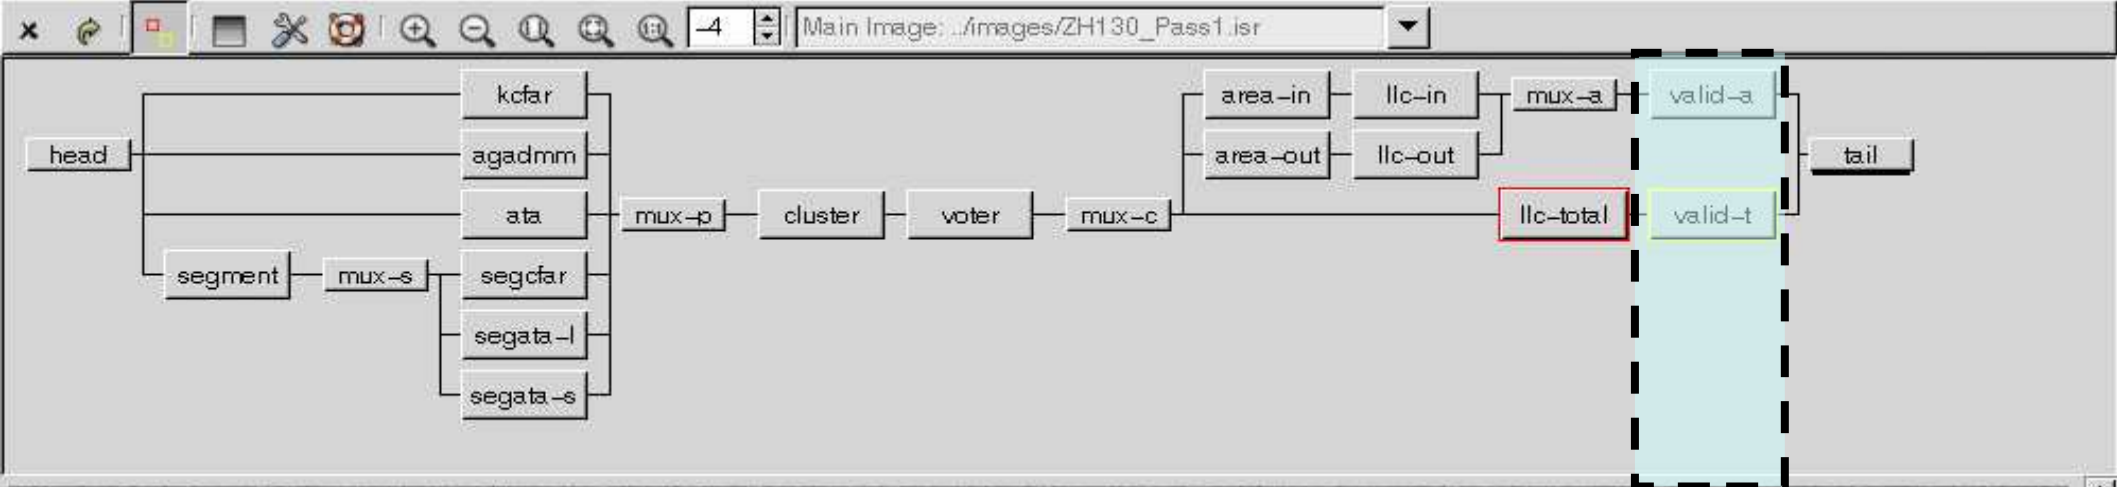 -4 Main Image: ../images/ZH130_Pass1.isr
kcfar area-in llc-in mux-a valid-a
head agadmm area-out llc-out tail
ata mux-p cluster voter mux-c llc-total valid-t
segment mux-s segcfar
segata-l
segata-s